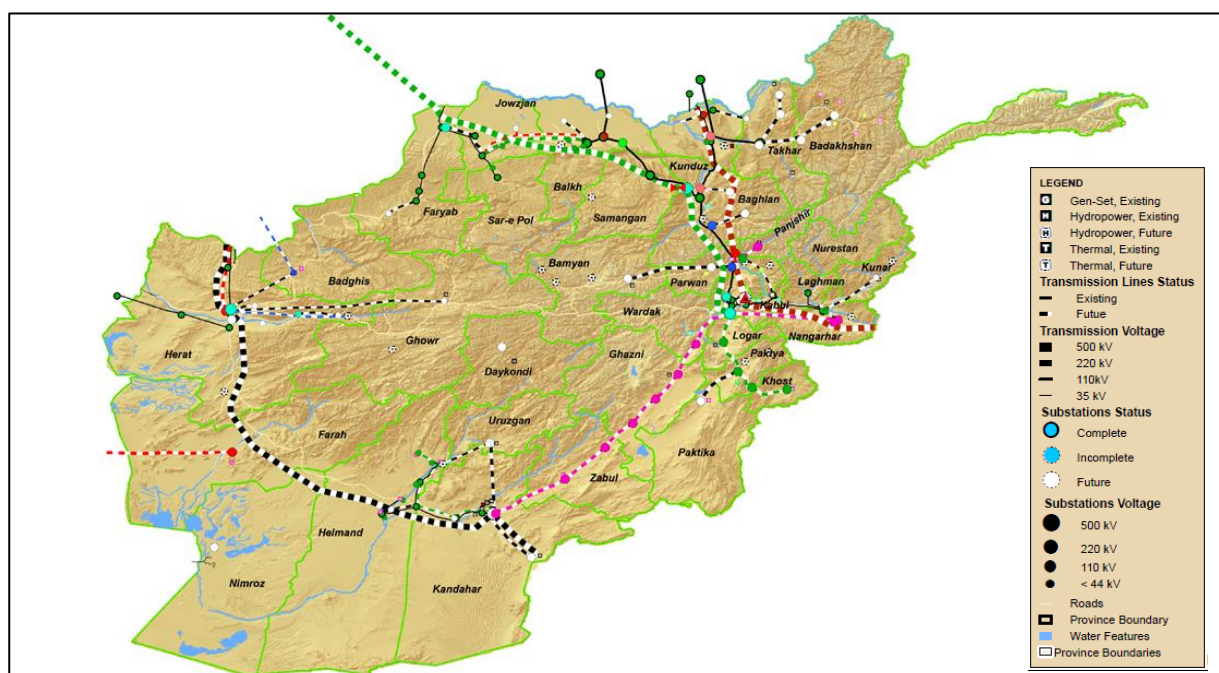 Jowzjan
Kunduz
Takhar
Badakhshan
Balkh
Baghlan
Faryab
Sar-e Pol
Samangan
Panjshir
Nurestan
Kunar
Badghis
Bamyan
Parwan
Laghman
Wardak
Kabul
Nangarhar
Logar
Herat
Ghowr
Ghazni
Paktya
Daykondi
Khost
Uruzgan
Farah
Paktika
Zabul
Helmand
Nimroz
Kandahar
LEGEND
G Gen-Set, Existing
H Hydropower, Existing
H Hydropower, Future
T Thermal, Existing
T Thermal, Future
Transmission Lines Status
Existing
Futue
Transmission Voltage
500 kV
220 kV
110kV
35 kV
Substations Status
Complete
Incomplete
Future
Substations Voltage
500 kV
220 kV
110 kV
< 44 kV
Roads
Province Boundary
Water Features
Province Boundaries